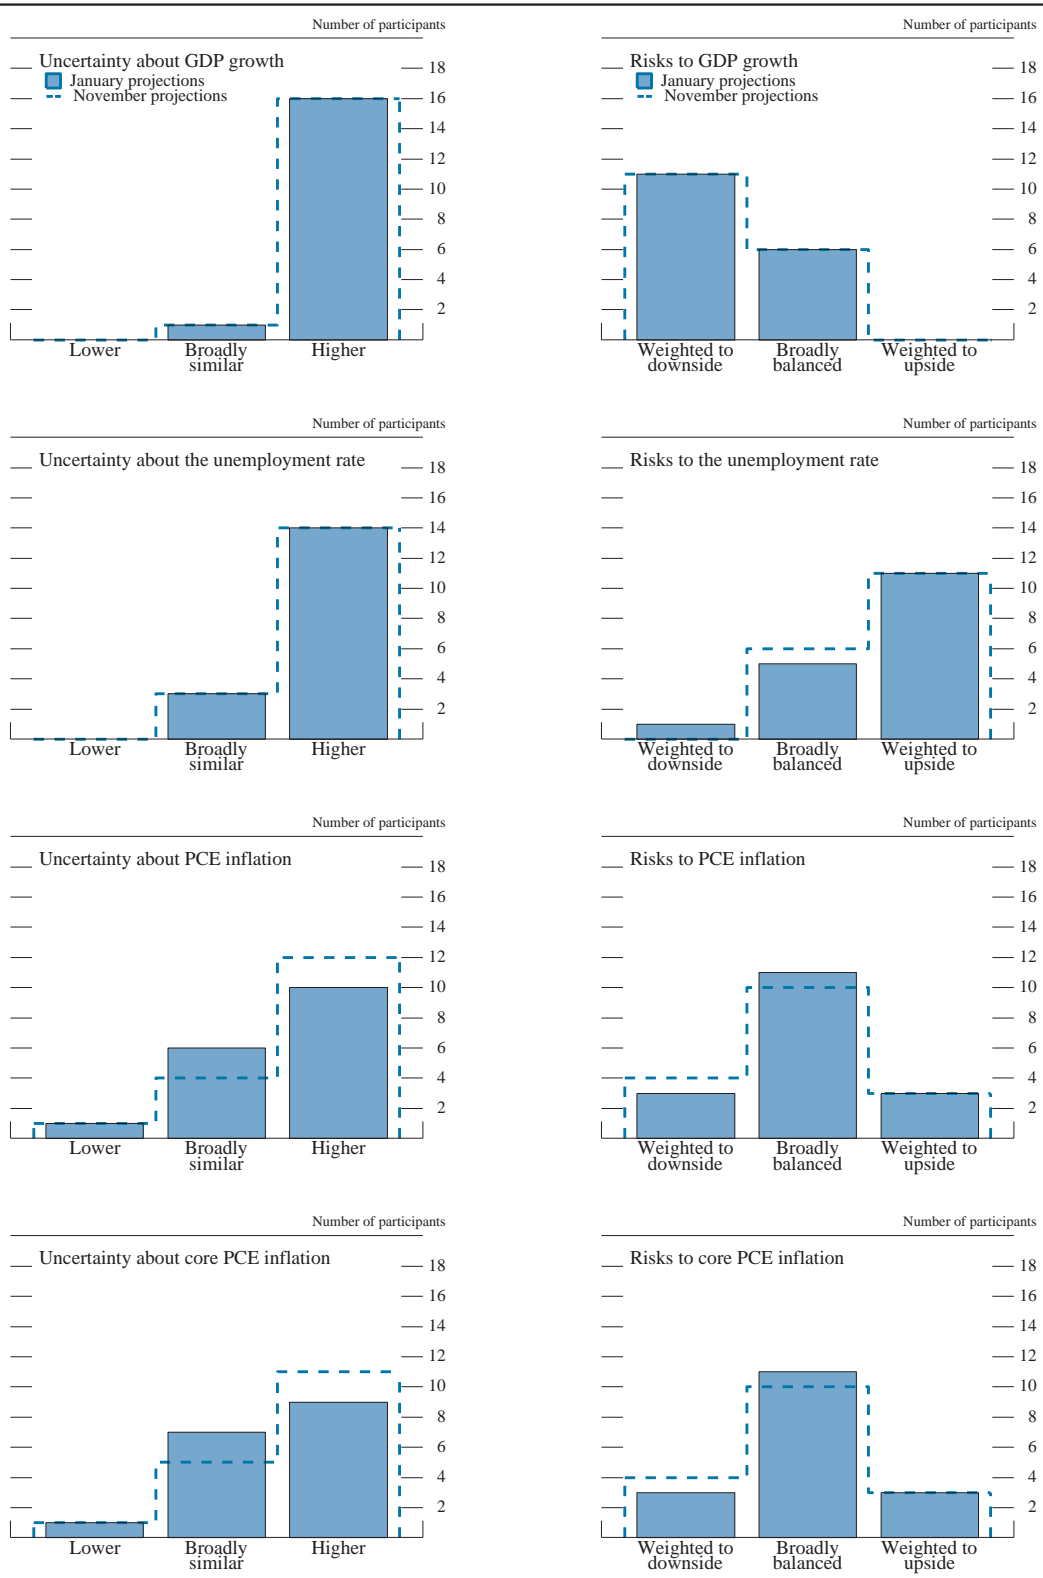 Number of participants
Uncertainty about GDP growth
January projections
November projections
18
16
14
12
10
8
6
4
2
Lower
Broadly
similar
Higher
Number of participants
Risks to GDP growth
January projections
November projections
18
16
14
12
10
8
6
4
2
Weighted to
downside
Broadly
balanced
Weighted to
upside
Number of participants
Uncertainty about the unemployment rate
18
16
14
12
10
8
6
4
2
Lower
Broadly
similar
Higher
Number of participants
Risks to the unemployment rate
18
16
14
12
10
8
6
4
2
Weighted to
downside
Broadly
balanced
Weighted to
upside
Number of participants
Uncertainty about PCE inflation
18
16
14
12
10
8
6
4
2
Lower
Broadly
similar
Higher
Number of participants
Risks to PCE inflation
18
16
14
12
10
8
6
4
2
Weighted to
downside
Broadly
balanced
Weighted to
upside
Number of participants
Uncertainty about core PCE inflation
18
16
14
12
10
8
6
4
2
Lower
Broadly
similar
Higher
Number of participants
Risks to core PCE inflation
18
16
14
12
10
8
6
4
2
Weighted to
downside
Broadly
balanced
Weighted to
upside